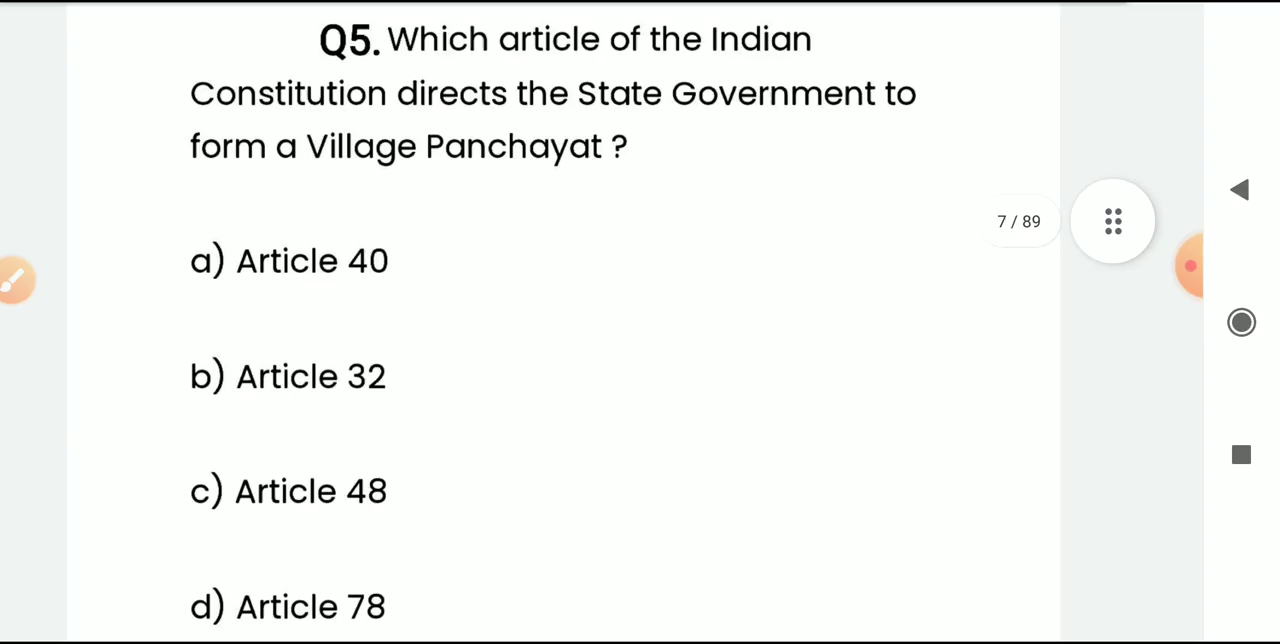 Q5. Which article of the Indian
Constitution directs the State Government to
form a Village Panchayat ?
7 / 89
a) Article 40
b) Article 32
c) Article 48
d) Article 78